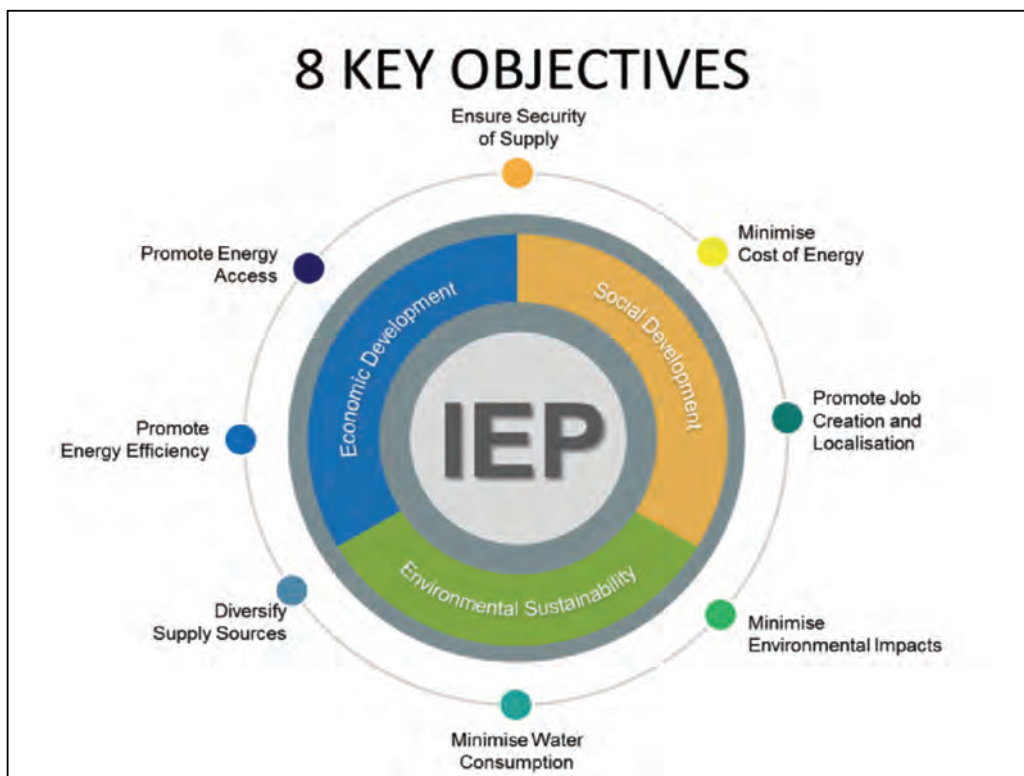 8 KEY OBJECTIVES
Ensure Security
of Supply
Minimise
Cost of Energy
Promote Job
Creation and
Localisation
Minimise
Environmental Impacts
Minimise Water
Consumption
Diversify
Supply Sources
Promote
Energy Efficiency
Promote Energy
Access
Economic Development
Social Development
Environmental Sustainability
IEP